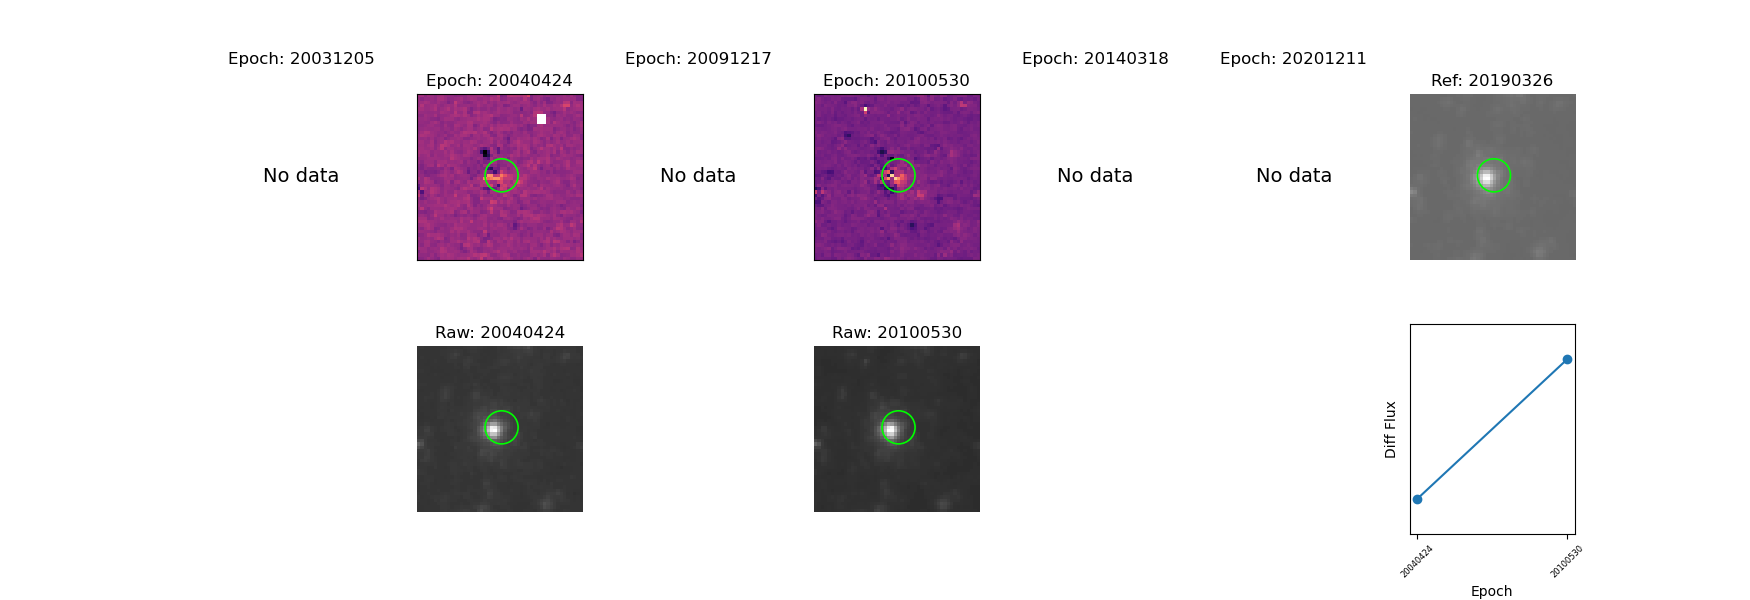 Epoch: 20031205
Epoch: 20091217
Epoch: 20140318
Epoch: 20201211
Epoch: 20040424
Epoch: 20100530
Ref: 20190326
No data
No data
No data
No data
Raw: 20040424
Raw: 20100530
Diff Flux
20040424
20100530
Epoch